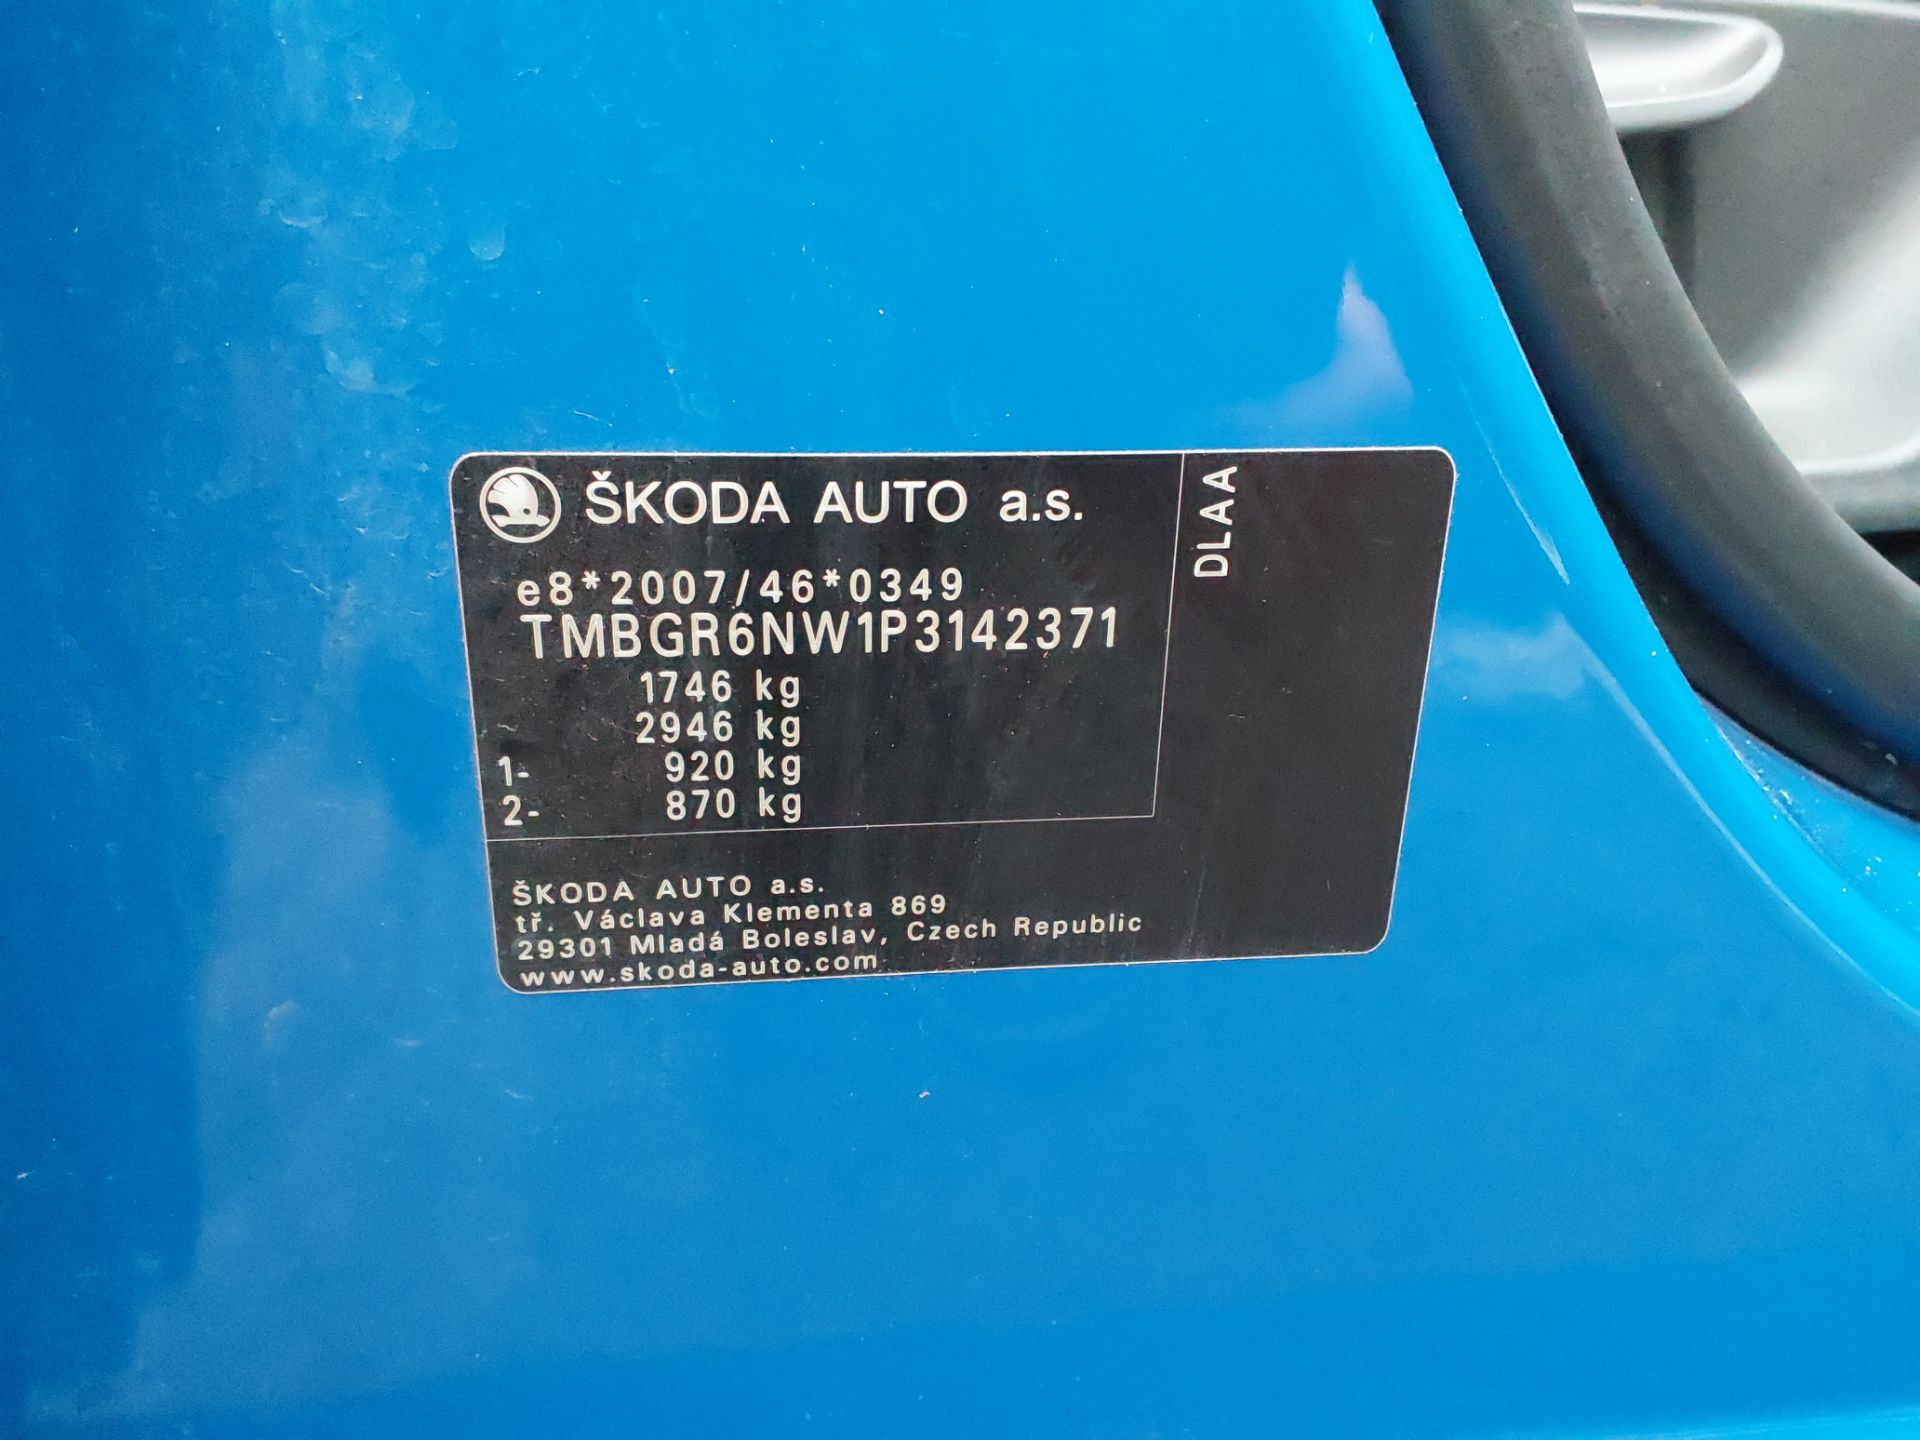 ŠKODA AUTO a.s.
e8*2007/46*0349
TMBGR6NW1P3142371
1746 kg
2946 kg
1- 920 kg
2- 870 kg
DLAA
ŠKODA AUTO a.s.
tř. Václava Klementa 869
29301 Mladá Boleslav, Czech Republic
www.skoda-auto.com